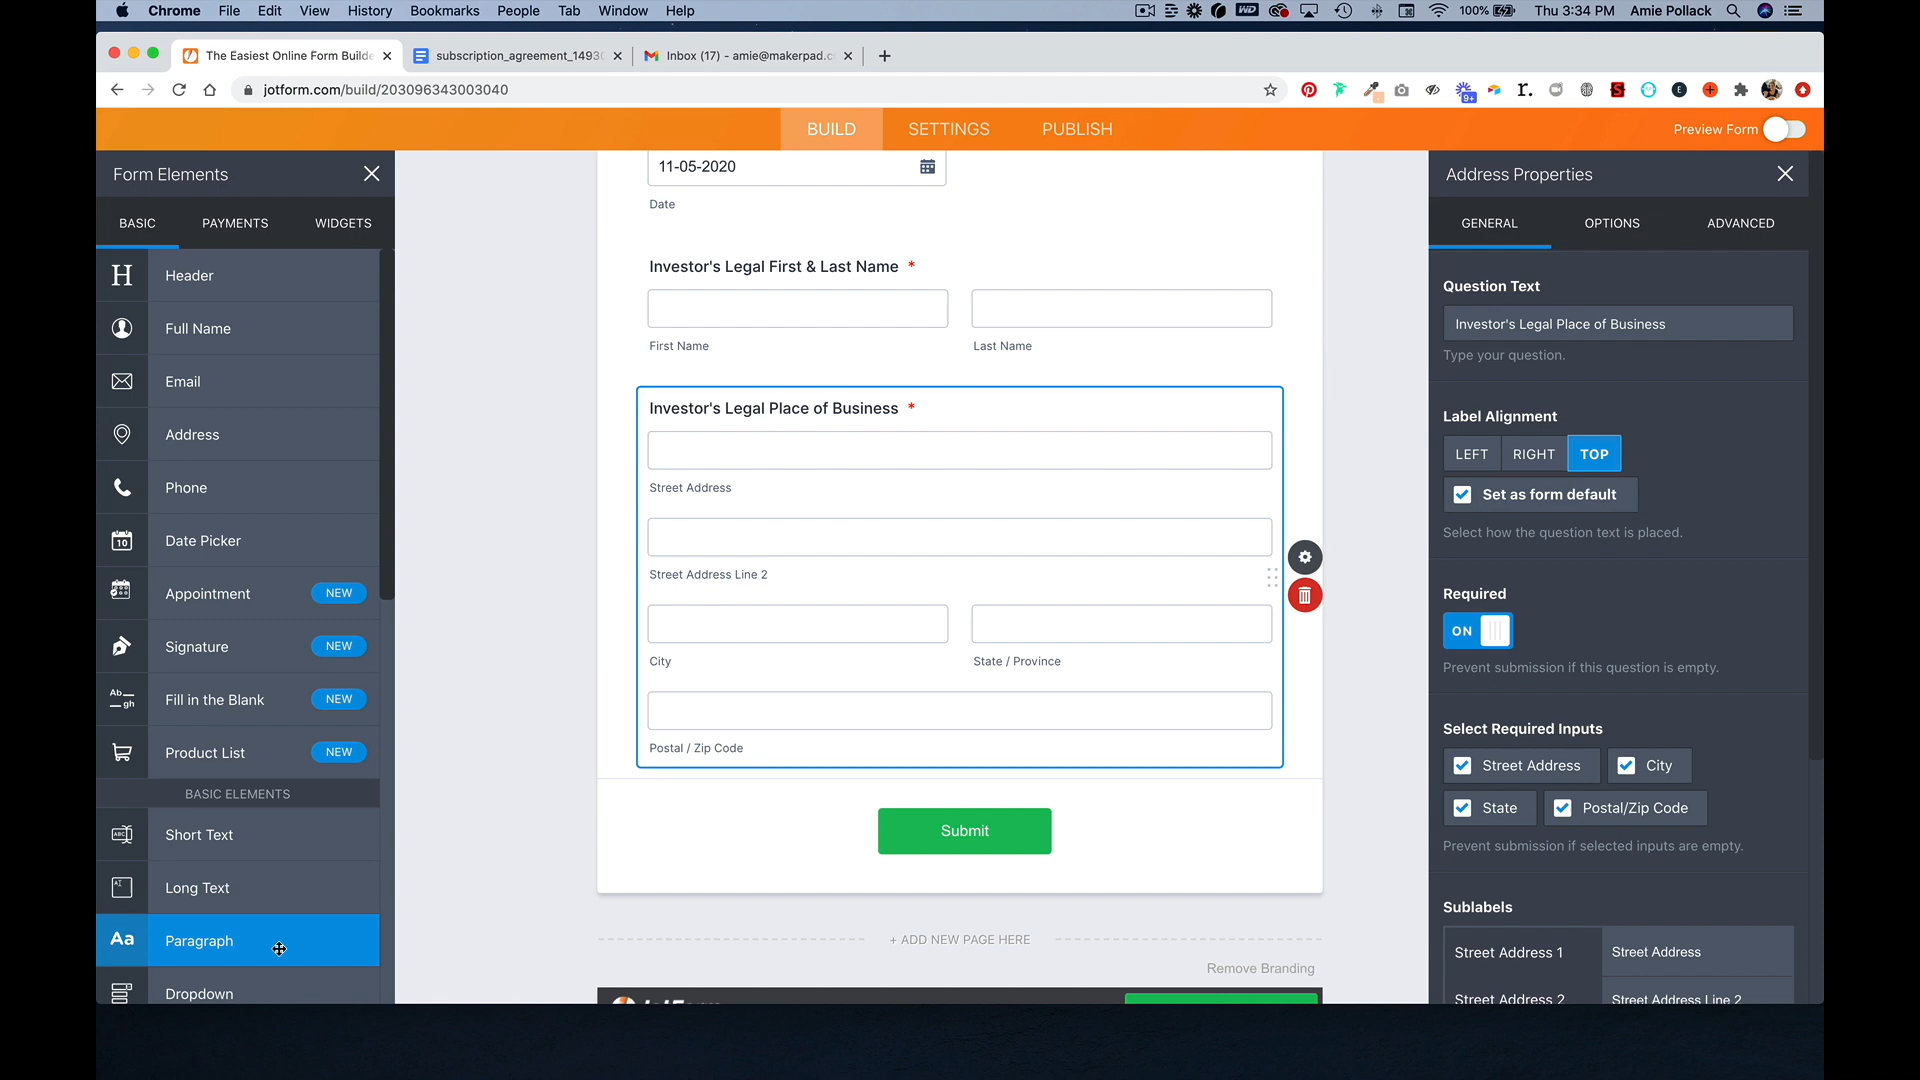 Chrome File Edit View History Bookmarks People Tab Window Help
100% Thu 3:34 PM Amie Pollack
The Easiest Online Form Builde
subscription_agreement_1493
Inbox (17) - amie@makerpad.c
jotform.com/build/203096343003040
9+
BUILD SETTINGS PUBLISH
Preview Form
Form Elements
BASIC PAYMENTS WIDGETS
H Header
Full Name
Email
Address
Phone
10 Date Picker
Appointment NEW
Signature NEW
Ab gh Fill in the Blank NEW
Product List NEW
BASIC ELEMENTS
ABC Short Text
Long Text
Aa Paragraph
Dropdown
11-05-2020
Date
Investor's Legal First & Last Name *
First Name Last Name
Investor's Legal Place of Business *
Street Address
Street Address Line 2
City State / Province
Postal / Zip Code
Submit
+ ADD NEW PAGE HERE
Remove Branding
Address Properties
GENERAL OPTIONS ADVANCED
Question Text
Investor's Legal Place of Business
Type your question.
Label Alignment
LEFT RIGHT TOP
Set as form default
Select how the question text is placed.
Required
ON
Prevent submission if this question is empty.
Select Required Inputs
Street Address City
State Postal/Zip Code
Prevent submission if selected inputs are empty.
Sublabels
Street Address 1 Street Address
Street Address 2 Street Address Line 2